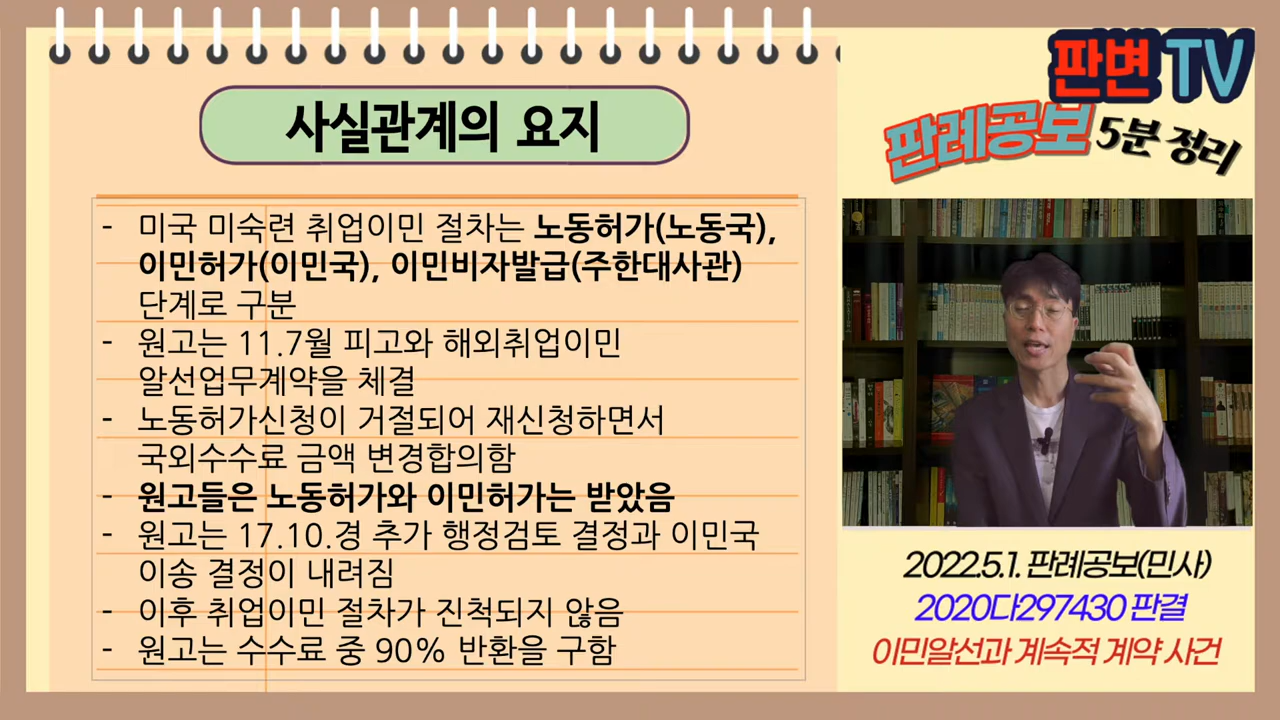 사실관계의 요지
- 미국 미숙련 취업이민 절차는 노동허가(노동국),
이민허가(이민국), 이민비자발급(주한대사관)
단계로 구분
- 원고는 11.7월 피고와 해외취업이민
알선업무계약을 체결
- 노동허가신청이 거절되어 재신청하면서
국외수수료 금액 변경합의함
- 원고들은 노동허가와 이민허가는 받았음
- 원고는 17.10.경 추가 행정검토 결정과 이민국
이송 결정이 내려짐
- 이후 취업이민 절차가 진척되지 않음
- 원고는 수수료 중 90% 반환을 구함
판변 TV
판례공보 5분 정리
2022.5.1. 판례공보(민사)
2020다297430 판결
이민알선과 계속적 계약 사건